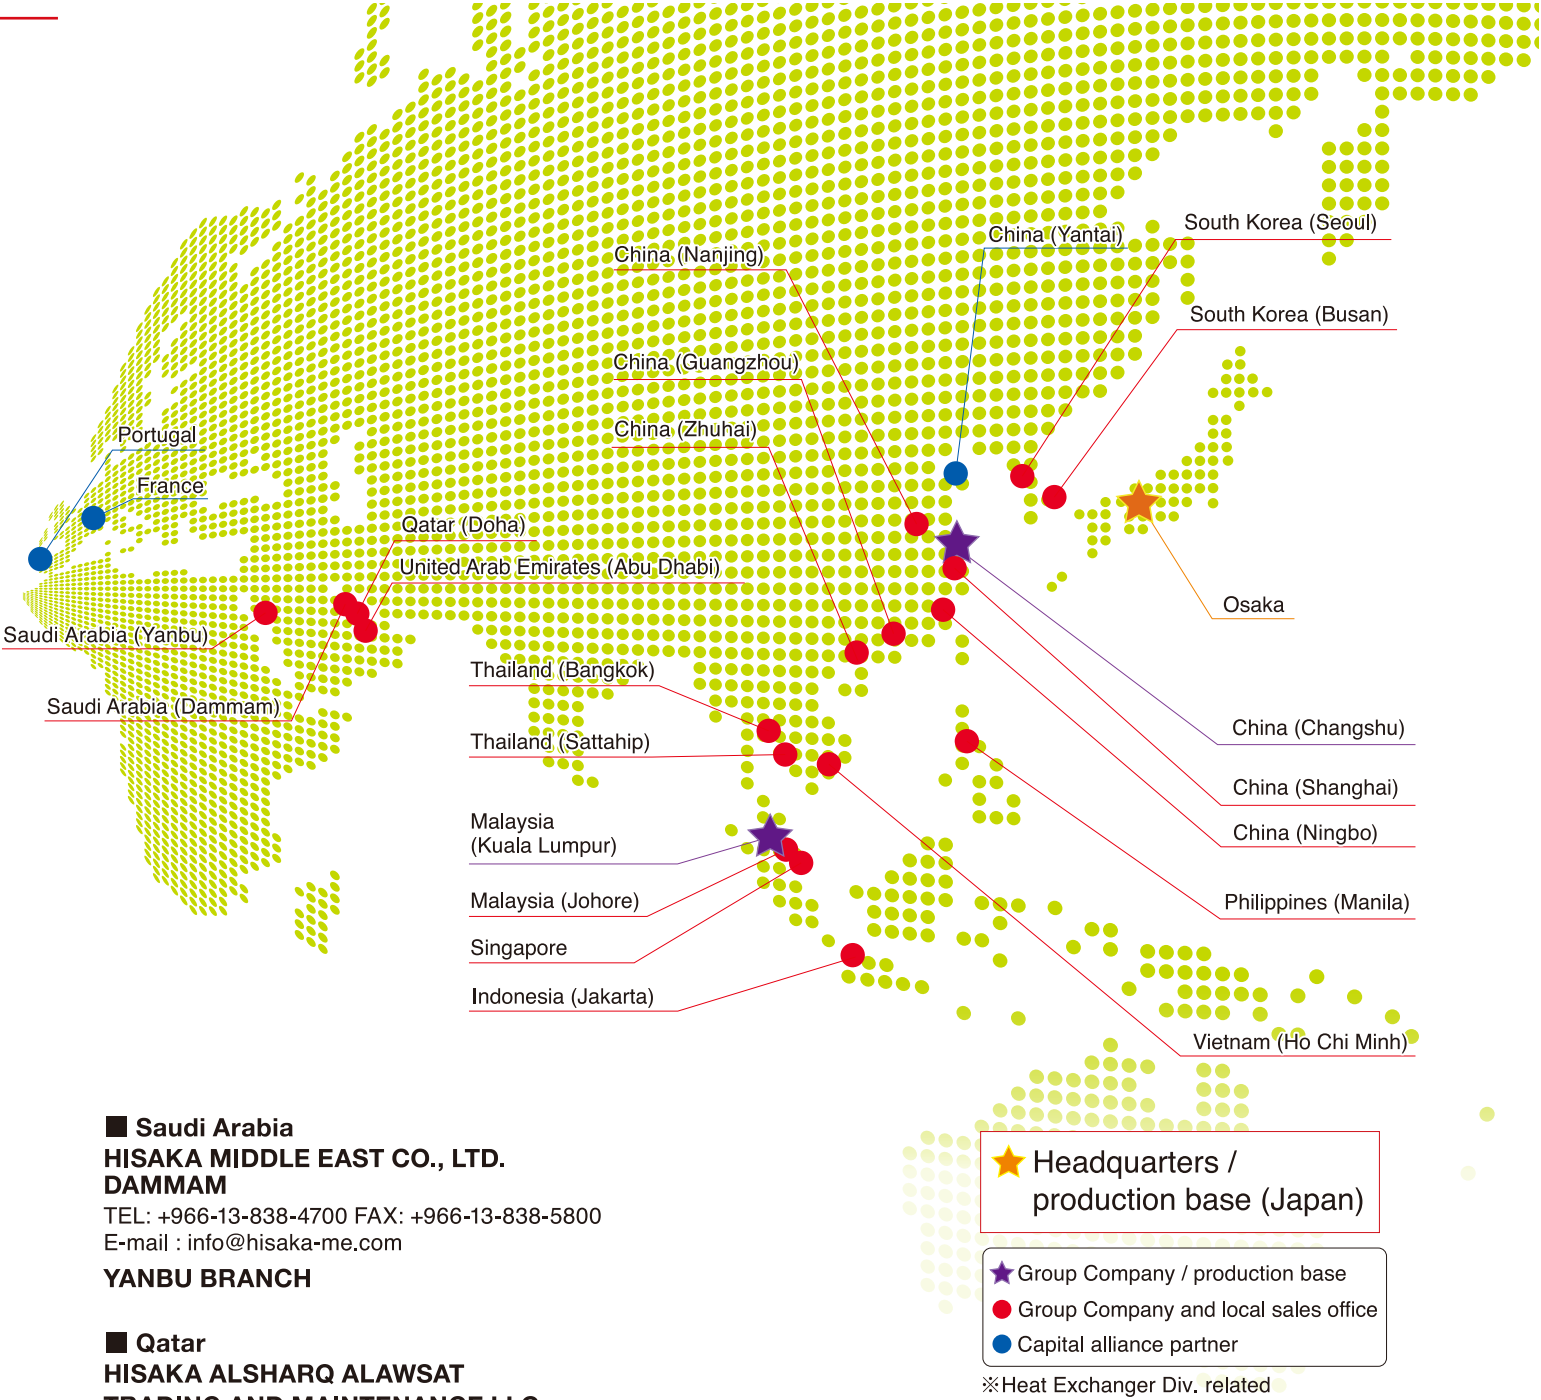 China (Yantai)
South Korea (Seoul)
China (Nanjing)
South Korea (Busan)
China (Guangzhou)
China (Zhuhai)
Portugal
France
Qatar (Doha)
United Arab Emirates (Abu Dhabi)
Osaka
Saudi Arabia (Yanbu)
Thailand (Bangkok)
Saudi Arabia (Dammam)
China (Changshu)
Thailand (Sattahip)
China (Shanghai)
Malaysia
(Kuala Lumpur)
China (Ningbo)
Malaysia (Johore)
Philippines (Manila)
Singapore
Indonesia (Jakarta)
Vietnam (Ho Chi Minh)
■ Saudi Arabia
HISAKA MIDDLE EAST CO., LTD.
DAMMAM
TEL: +966-13-838-4700 FAX: +966-13-838-5800
E-mail : info@hisaka-me.com
YANBU BRANCH
■ Qatar
HISAKA ALSHARQ ALAWSAT
TRADING AND MAINTENANCE LLC
Headquarters /
production base (Japan)
Group Company / production base
Group Company and local sales office
Capital alliance partner
※Heat Exchanger Div. related